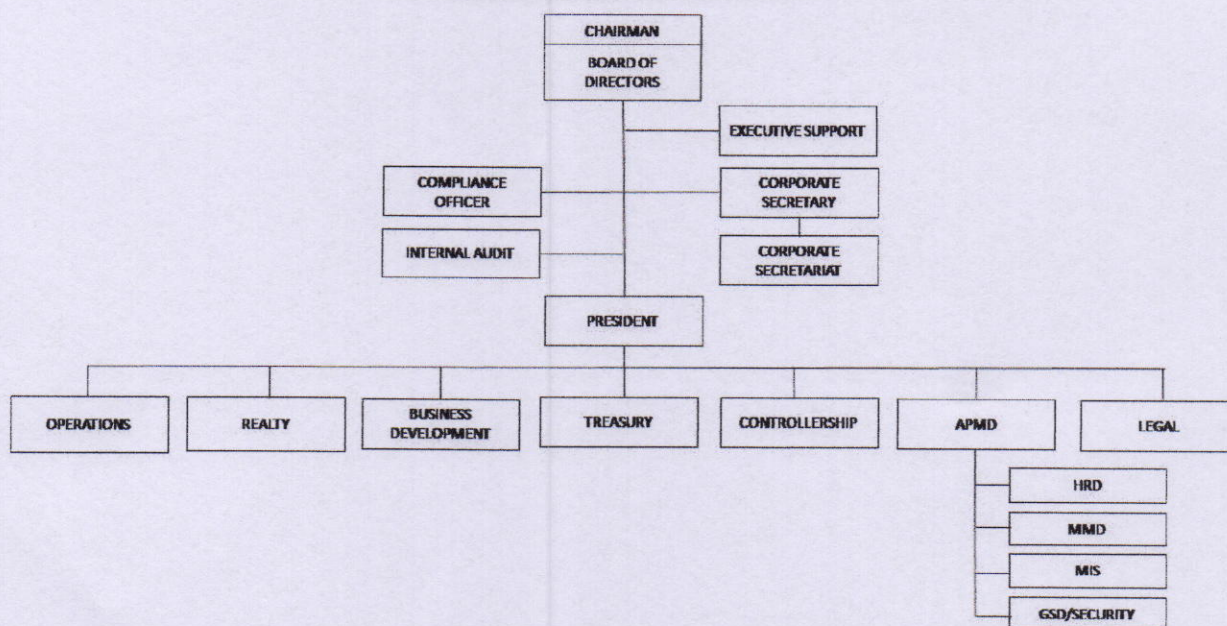 CHAIRMAN
BOARD OF
DIRECTORS
EXECUTIVE SUPPORT
COMPLIANCE
OFFICER
CORPORATE
SECRETARY
INTERNAL AUDIT
CORPORATE
SECRETARIAT
PRESIDENT
OPERATIONS
REALTY
BUSINESS
DEVELOPMENT
TREASURY
CONTROLLERSHIP
APMD
LEGAL
HRD
MMD
MIS
GSD/SECURITY